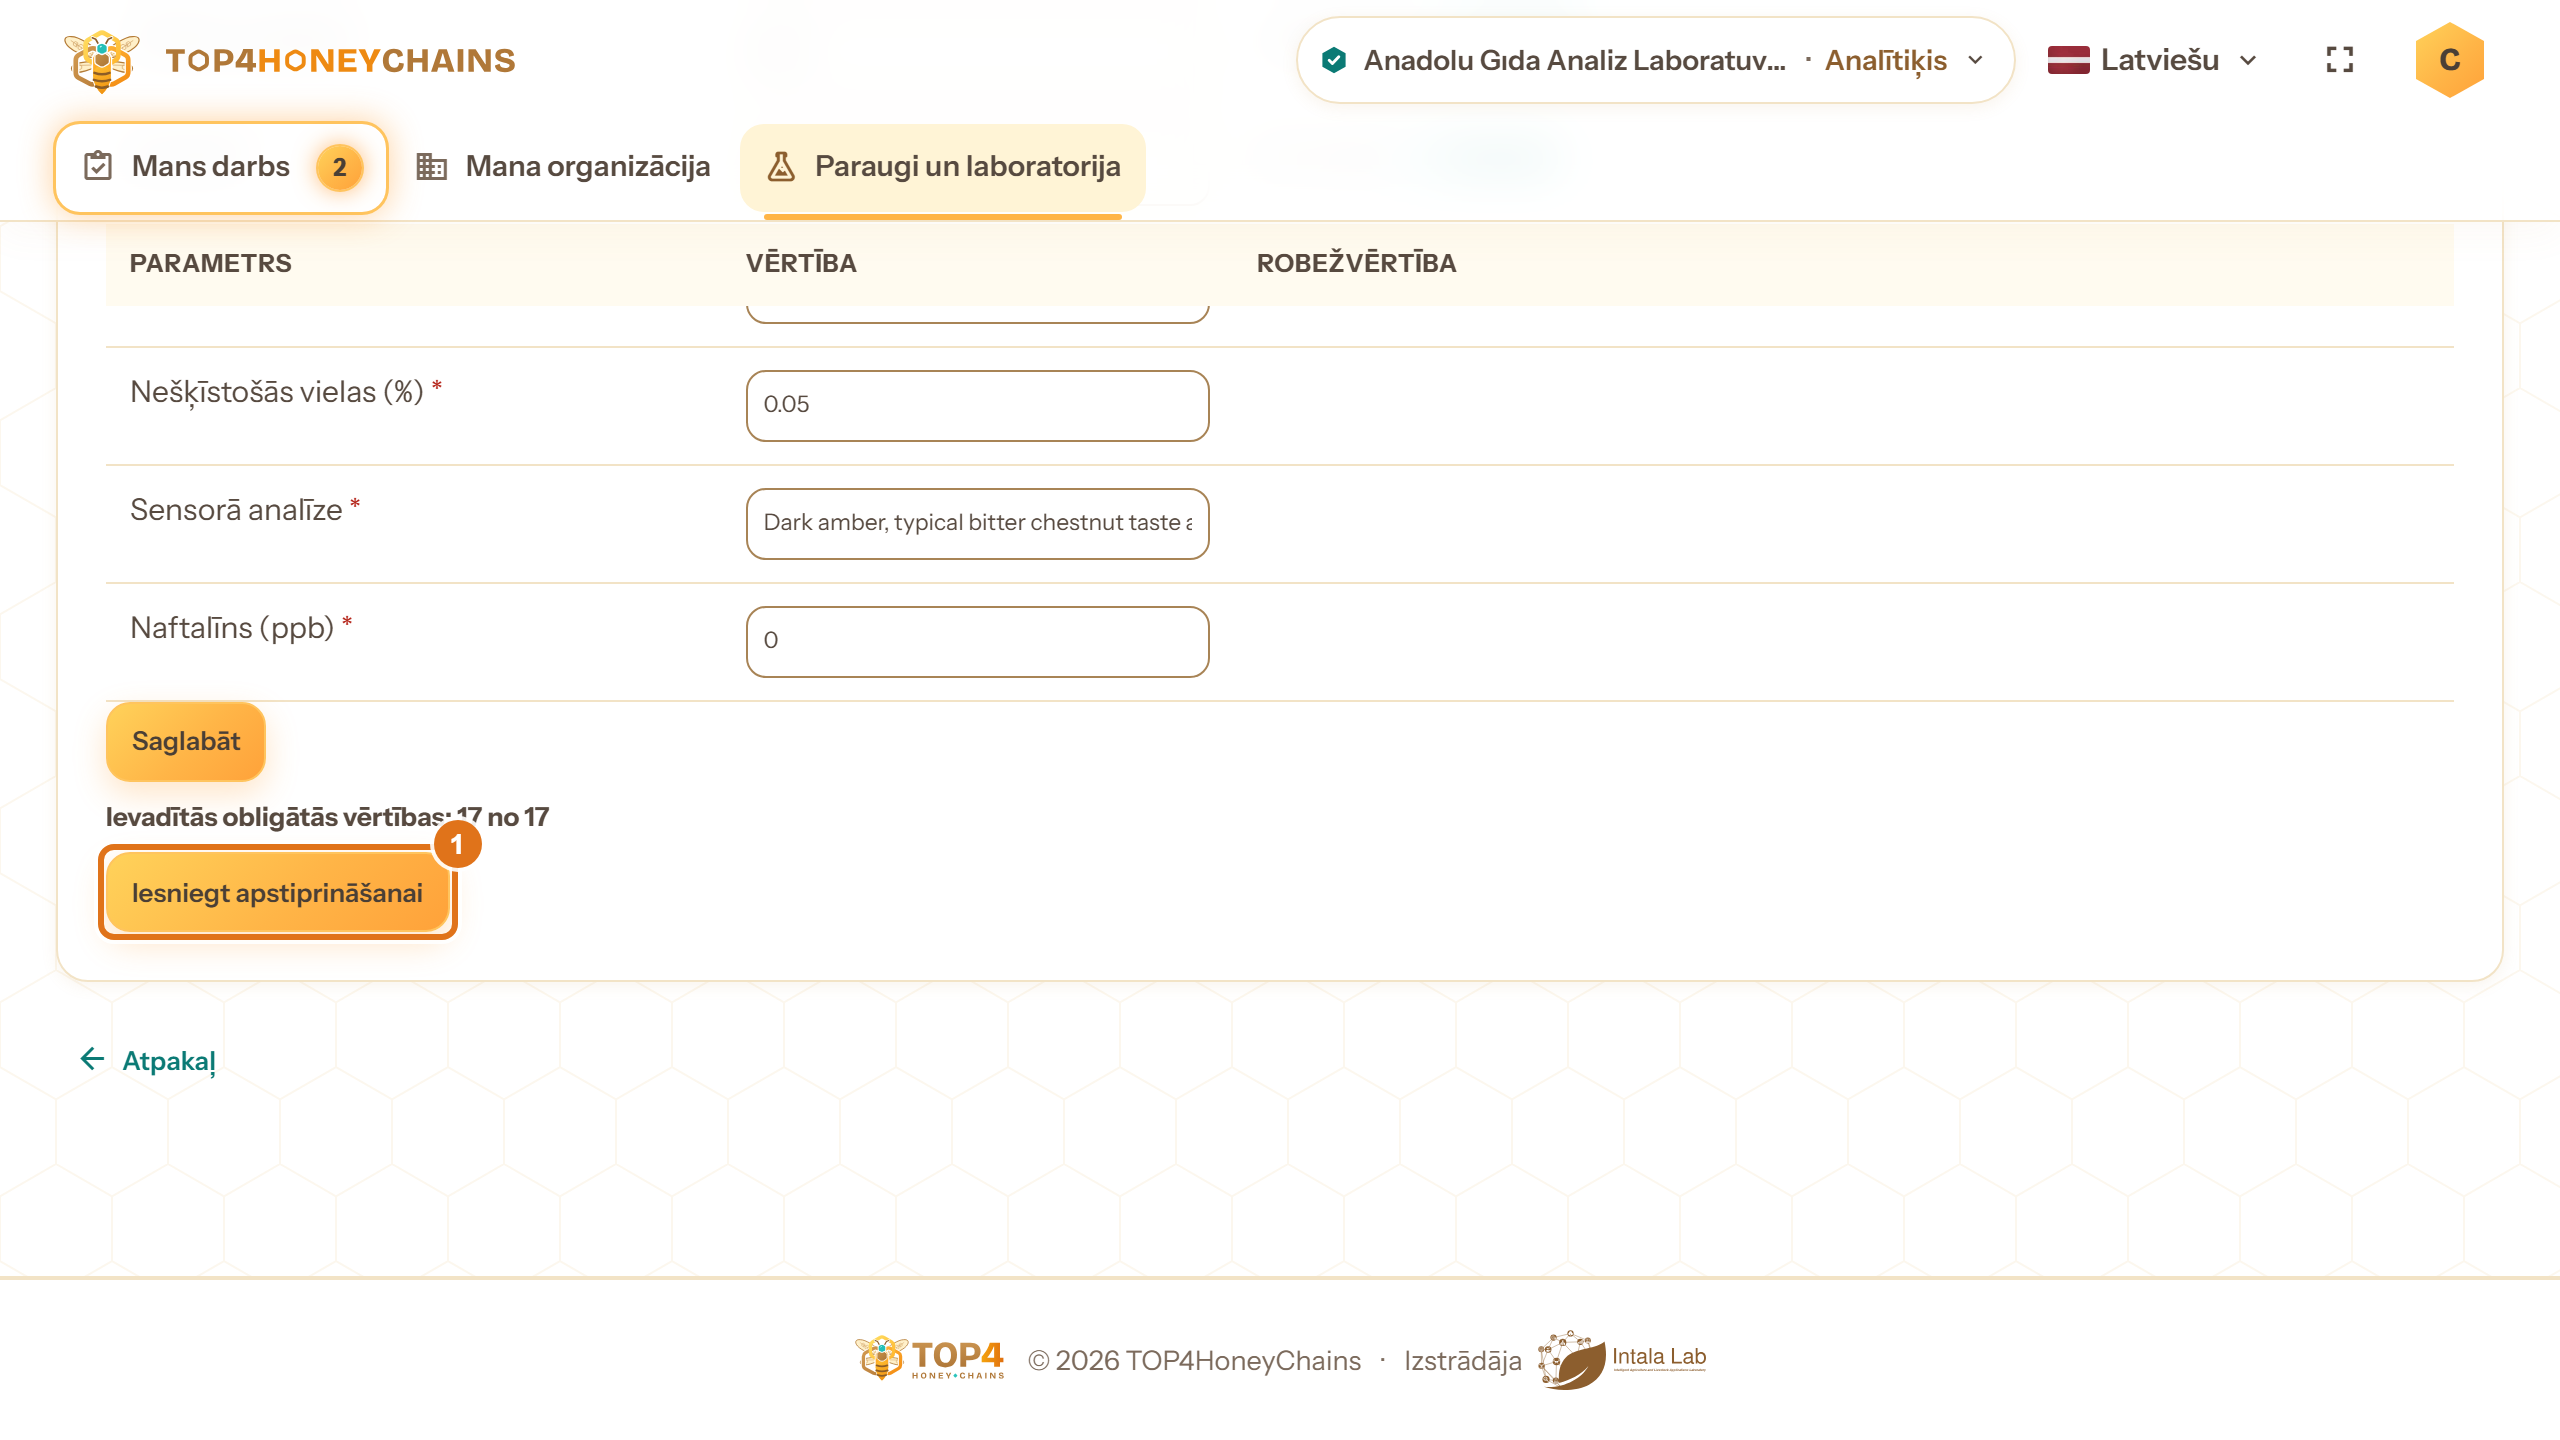 TOP4HONEYCHAINS
Anadolu Gıda Analiz Laboratuv... · Analītiķis
Latviešu
C
Mans darbs 2
Mana organizācija
Paraugi un laboratorija
PARAMETRS VĒRTĪBA ROBEŽVĒRTĪBA
Nešķīstošās vielas (%) * 0.05
Sensorā analīze * Dark amber, typical bitter chestnut taste a
Naftalīns (ppb) * 0
Saglabāt
Ievadītās obligātās vērtības: 17 no 17
1
Iesniegt apstiprināšanai
← Atpakaļ
TOP4
HONEY CHAINS
© 2026 TOP4HoneyChains · Izstrādāja
Intala Lab